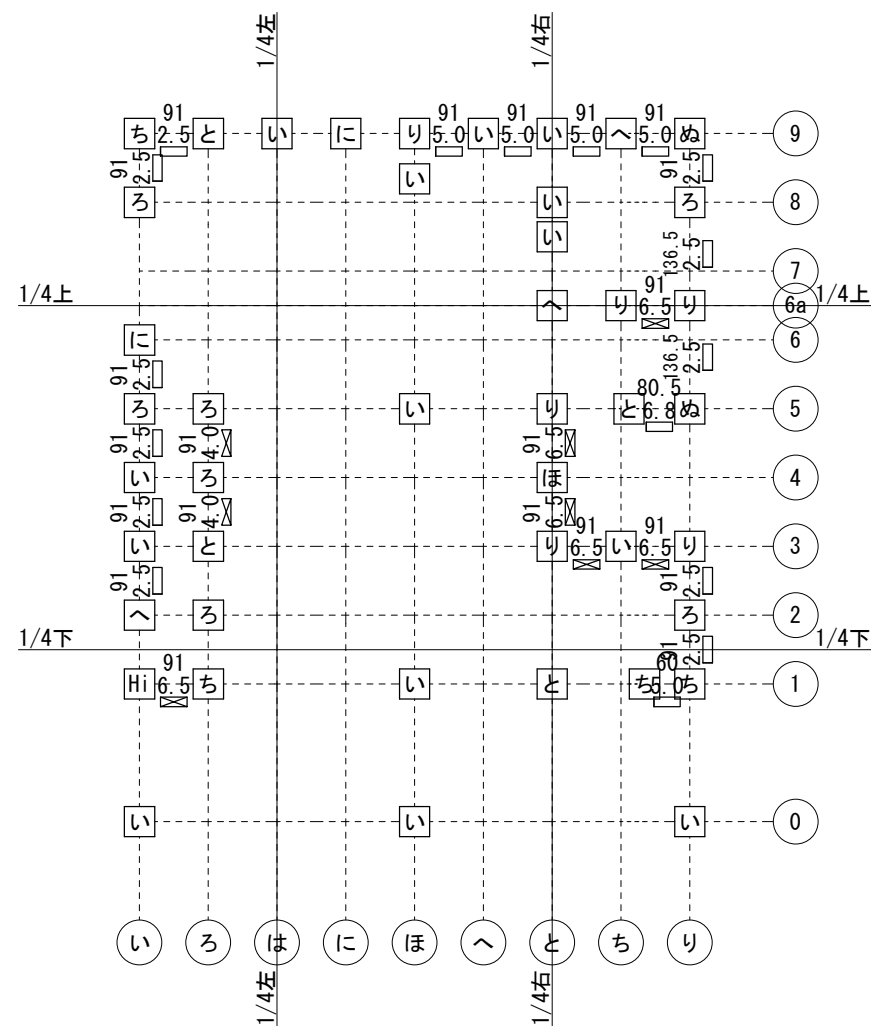 1/4左 1/4右
91 91 91 91 91
ち 2.5 と い に り 5.0 い 5.0 い 5.0 へ 5.0 ぬ 9
91 2.5 い 91 2.5
ろ い ろ 8
い 136.5 2.5
7
91
1/4上 へ り 6.5 り 6a 1/4上
に 6
91 2.5 136.5 2.5
80.5
ろ ろ い り と 6.8 ぬ 5
91 2.5 91 4.0 91 6.5
い ろ ほ 4
91 2.5 91 4.0 91 6.5
91 91
い と り 6.5 い 6.5 り 3
91 2.5 91 2.5
へ ろ ろ 2
1/4下 1/4下
91 91 2.5
60
Hi 6.5 ち い と ち 5.0 ち 1
い い い 0
い ろ は に ほ へ と ち り
1/4左 1/4右